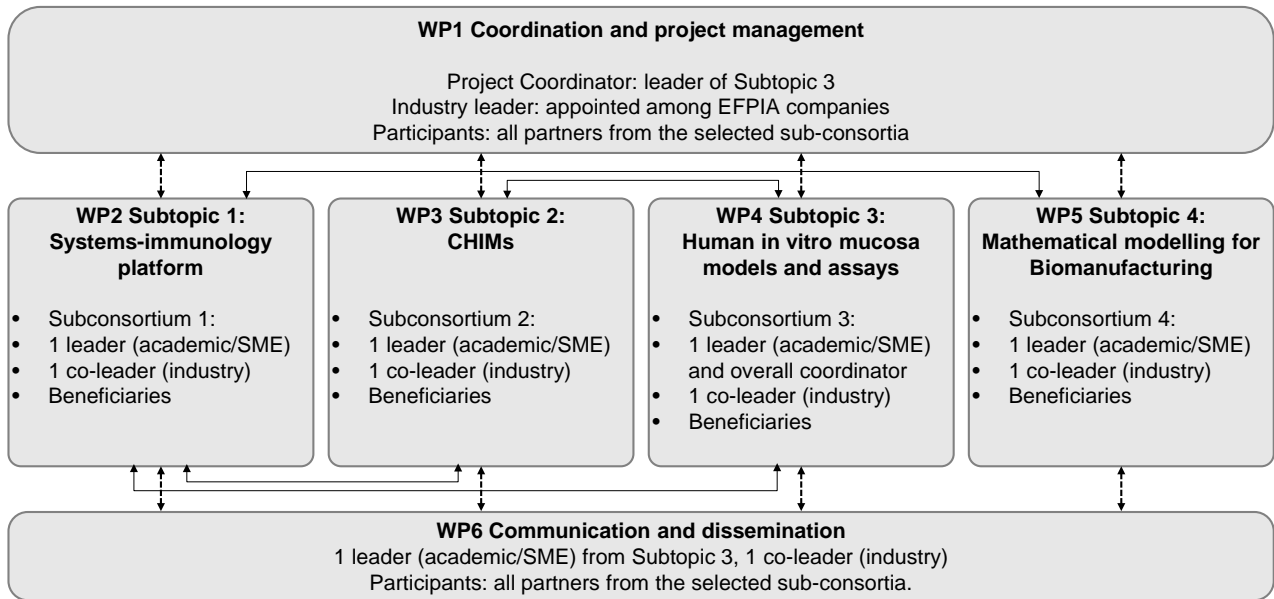 WP1 Coordination and project management
Project Coordinator: leader of Subtopic 3
Industry leader: appointed among EFPIA companies
Participants: all partners from the selected sub-consortia
WP2 Subtopic 1:
Systems-immunology
platform
• Subconsortium 1:
• 1 leader (academic/SME)
• 1 co-leader (industry)
• Beneficiaries
WP3 Subtopic 2:
CHIMs
• Subconsortium 2:
• 1 leader (academic/SME)
• 1 co-leader (industry)
• Beneficiaries
WP4 Subtopic 3:
Human in vitro mucosa
models and assays
• Subconsortium 3:
• 1 leader (academic/SME)
and overall coordinator
• 1 co-leader (industry)
• Beneficiaries
WP5 Subtopic 4:
Mathematical modelling for
Biomanufacturing
• Subconsortium 4:
• 1 leader (academic/SME)
• 1 co-leader (industry)
• Beneficiaries
WP6 Communication and dissemination
1 leader (academic/SME) from Subtopic 3, 1 co-leader (industry)
Participants: all partners from the selected sub-consortia.